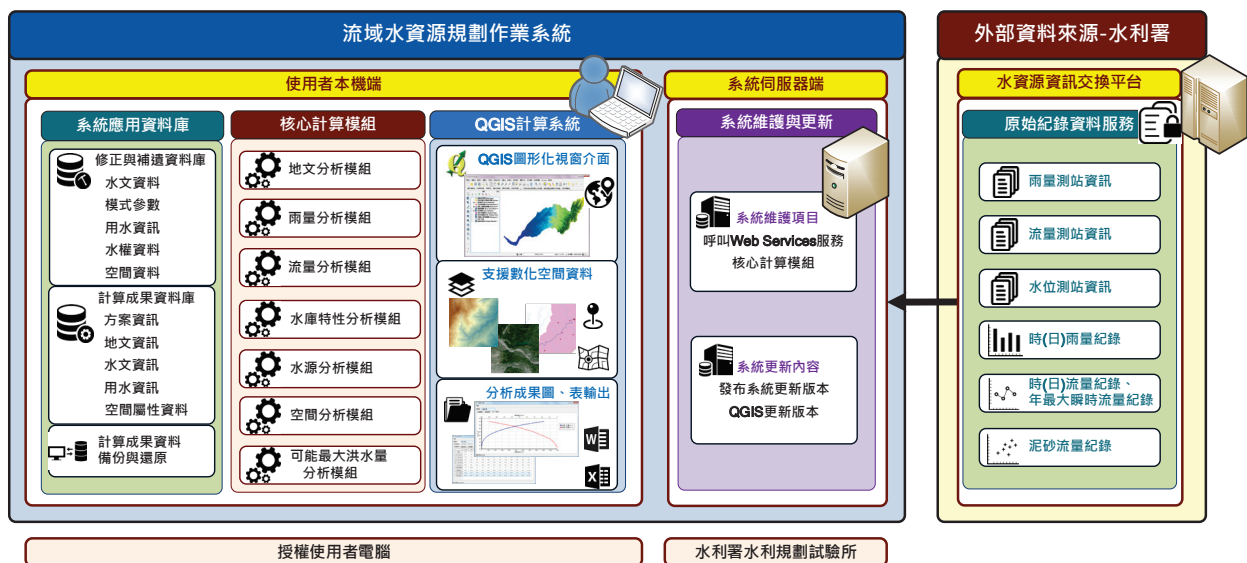 流域水資源規劃作業系統
使用者本機端
系統應用資料庫
修正與補遺資料庫
水文資料
模式參數
用水資訊
水權資料
空間資料
計算成果資料庫
方案資訊
地文資訊
水文資訊
用水資訊
空間屬性資料
計算成果資料
備份與還原
核心計算模組
地文分析模組
雨量分析模組
流量分析模組
水庫特性分析模組
水源分析模組
空間分析模組
可能最大洪水量
分析模組
QGIS計算系統
QGIS圖形化視窗介面
支援數化空間資料
分析成果圖、表輸出
W
X
系統伺服器端
系統維護與更新
系統維護項目
呼叫Web Services服務
核心計算模組
系統更新內容
發布系統更新版本
QGIS更新版本
外部資料來源-水利署
水資源資訊交換平台
原始紀錄資料服務
雨量測站資訊
流量測站資訊
水位測站資訊
時(日)雨量紀錄
時(日)流量紀錄、
年最大瞬時流量紀錄
泥砂流量紀錄
授權使用者電腦
水利署水利規劃試驗所